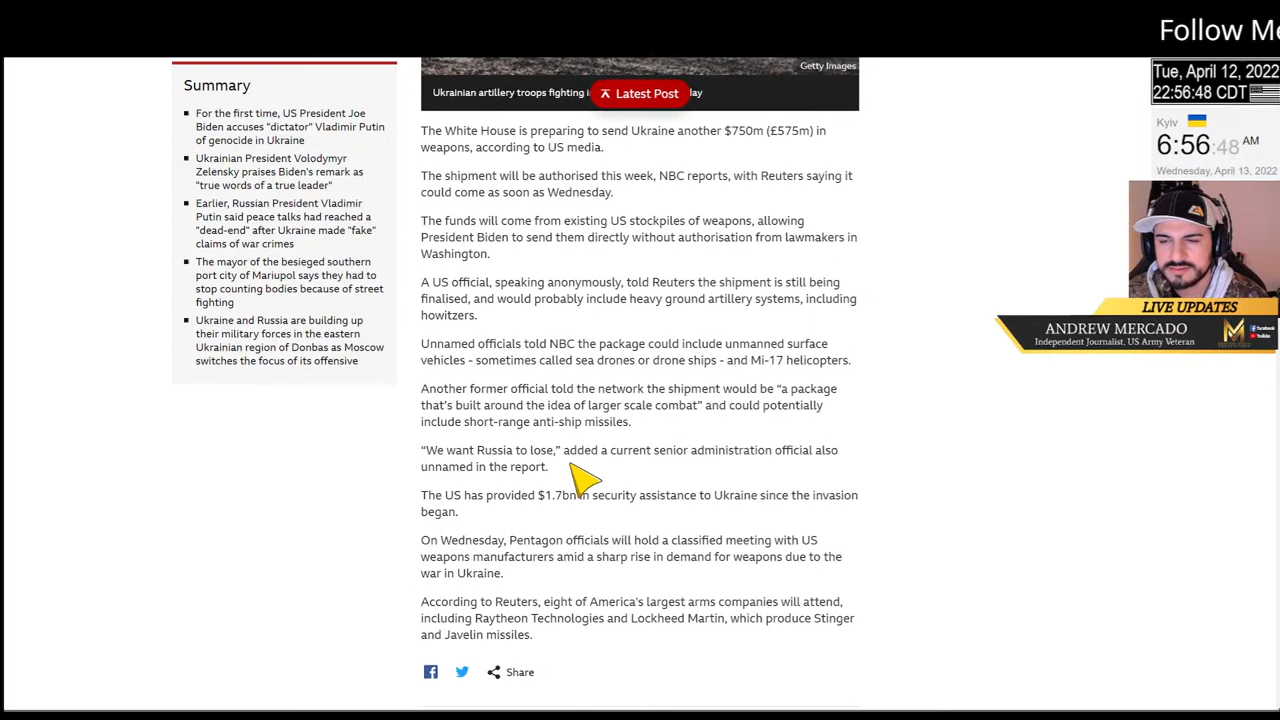 Follow Me
Tue, April 12, 2022
22:56:48 CDT
Kyiv
6:56:48 AM
Wednesday, April 13, 2022
LIVE UPDATES
ANDREW MERCADO
Independent Journalist, US Army Veteran
facebook
YouTube
Summary
For the first time, US President Joe
Biden accuses "dictator" Vladimir Putin
of genocide in Ukraine
Ukrainian President Volodymyr
Zelensky praises Biden's remark as
"true words of a true leader"
Earlier, Russian President Vladimir
Putin said peace talks had reached a
"dead-end" after Ukraine made "fake"
claims of war crimes
The mayor of the besieged southern
port city of Mariupol says they had to
stop counting bodies because of street
fighting
Ukraine and Russia are building up
their military forces in the eastern
Ukrainian region of Donbas as Moscow
switches the focus of its offensive
Getty Images
Ukrainian artillery troops fighting
Latest Post
The White House is preparing to send Ukraine another $750m (£575m) in
weapons, according to US media.
The shipment will be authorised this week, NBC reports, with Reuters saying it
could come as soon as Wednesday.
The funds will come from existing US stockpiles of weapons, allowing
President Biden to send them directly without authorisation from lawmakers in
Washington.
A US official, speaking anonymously, told Reuters the shipment is still being
finalised, and would probably include heavy ground artillery systems, including
howitzers.
Unnamed officials told NBC the package could include unmanned surface
vehicles - sometimes called sea drones or drone ships - and Mi-17 helicopters.
Another former official told the network the shipment would be “a package
that’s built around the idea of larger scale combat” and could potentially
include short-range anti-ship missiles.
“We want Russia to lose,” added a current senior administration official also
unnamed in the report.
The US has provided $1.7bn in security assistance to Ukraine since the invasion
began.
On Wednesday, Pentagon officials will hold a classified meeting with US
weapons manufacturers amid a sharp rise in demand for weapons due to the
war in Ukraine.
According to Reuters, eight of America's largest arms companies will attend,
including Raytheon Technologies and Lockheed Martin, which produce Stinger
and Javelin missiles.
Share